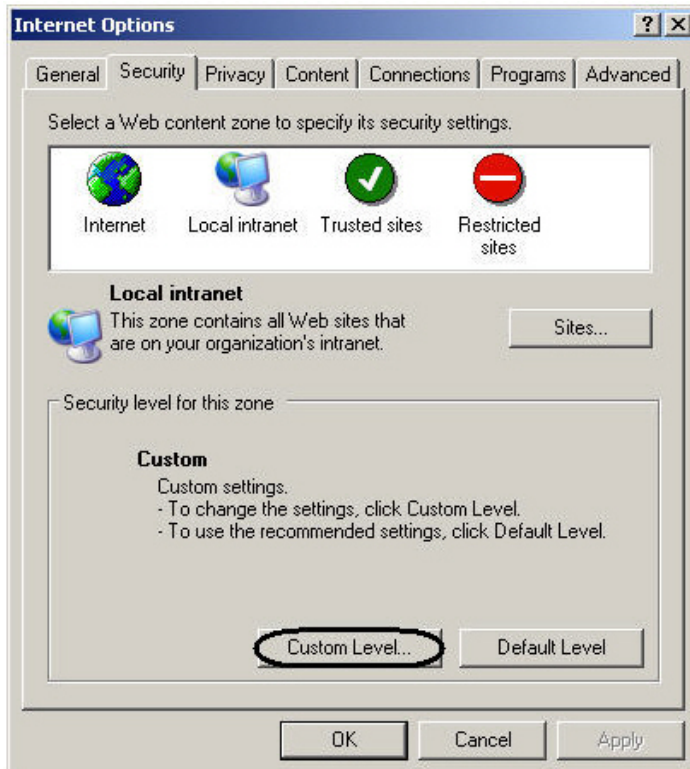 Internet Options
General Security Privacy Content Connections Programs Advanced
Select a Web content zone to specify its security settings.
Internet Local intranet Trusted sites Restricted
sites
Local intranet
This zone contains all Web sites that
are on your organization's intranet.
Sites...
Security level for this zone
Custom
Custom settings.
- To change the settings, click Custom Level.
- To use the recommended settings, click Default Level.
Custom Level... Default Level
OK Cancel Apply